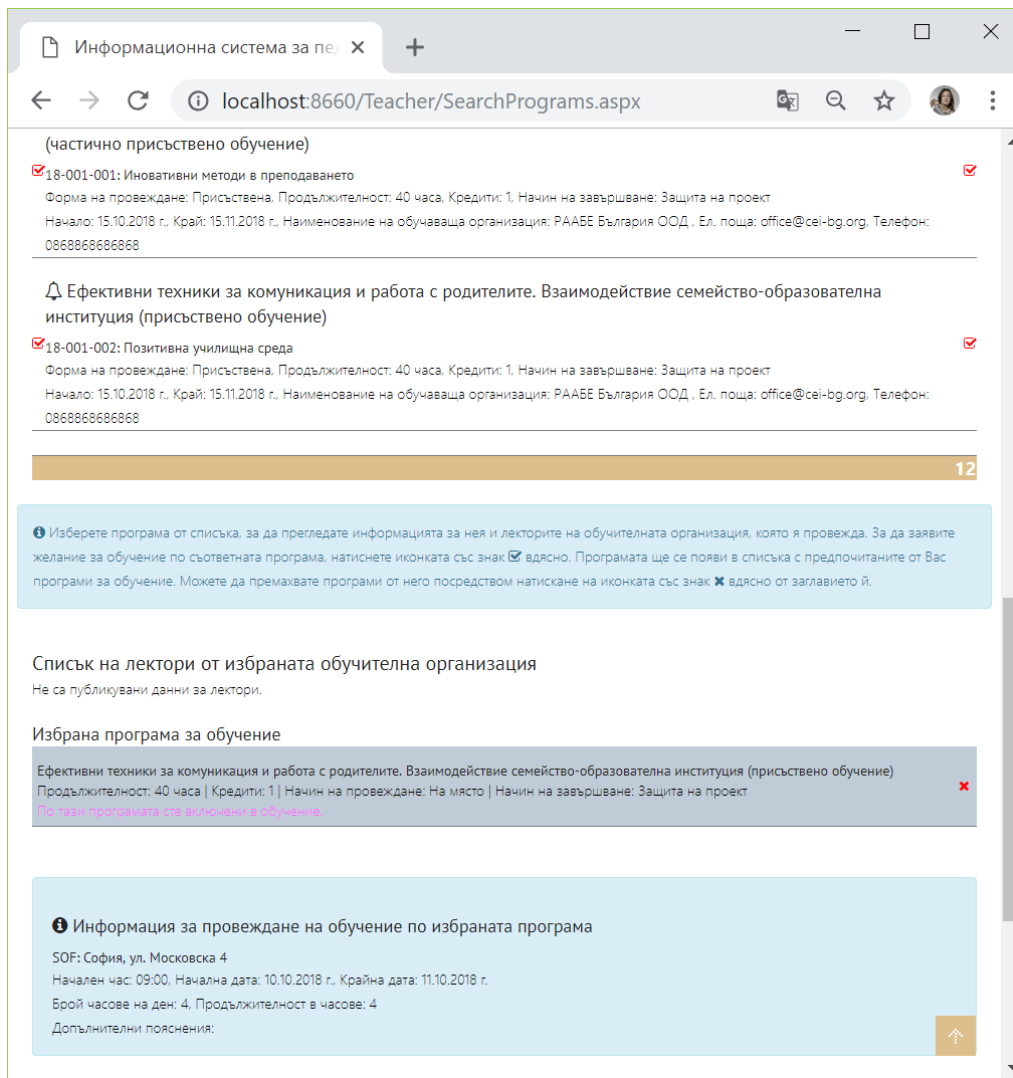 Информационна система за пе
localhost:8660/Teacher/SearchPrograms.aspx
(частично присъствено обучение)
18-001-001: Иновативни методи в преподаването
Форма на провеждане: Присъствена, Продължителност: 40 часа, Кредити: 1, Начин на завършване: Защита на проект
Начало: 15.10.2018 г., Край: 15.11.2018 г., Наименование на обучаваща организация: РААБЕ България ООД , Ел. поща: office@cei-bg.org, Телефон:
0868868686868
Ефективни техники за комуникация и работа с родителите. Взаимодействие семейство-образователна
институция (присъствено обучение)
18-001-002: Позитивна училищна среда
Форма на провеждане: Присъствена, Продължителност: 40 часа, Кредити: 1, Начин на завършване: Защита на проект
Начало: 15.10.2018 г., Край: 15.11.2018 г., Наименование на обучаваща организация: РААБЕ България ООД , Ел. поща: office@cei-bg.org, Телефон:
0868868686868
12
Изберете програма от списъка, за да прегледате информацията за нея и лекторите на обучителната организация, която я провежда. За да заявите
желание за обучение по съответната програма, натиснете иконката със знак вдясно. Програмата ще се появи в списъка с предпочитаните от Вас
програми за обучение. Можете да премахвате програми от него посредством натискане на иконката със знак вдясно от заглавието й.
Списък на лектори от избраната обучителна организация
Не са публикувани данни за лектори.
Избрана програма за обучение
Ефективни техники за комуникация и работа с родителите. Взаимодействие семейство-образователна институция (присъствено обучение)
Продължителност: 40 часа | Кредити: 1 | Начин на провеждане: На място | Начин на завършване: Защита на проект
По тази програмата сте включени в обучение.
Информация за провеждане на обучение по избраната програма
SOF: София, ул. Московска 4
Начален час: 09:00, Начална дата: 10.10.2018 г., Крайна дата: 11.10.2018 г.
Брой часове на ден: 4, Продължителност в часове: 4
Допълнителни пояснения: